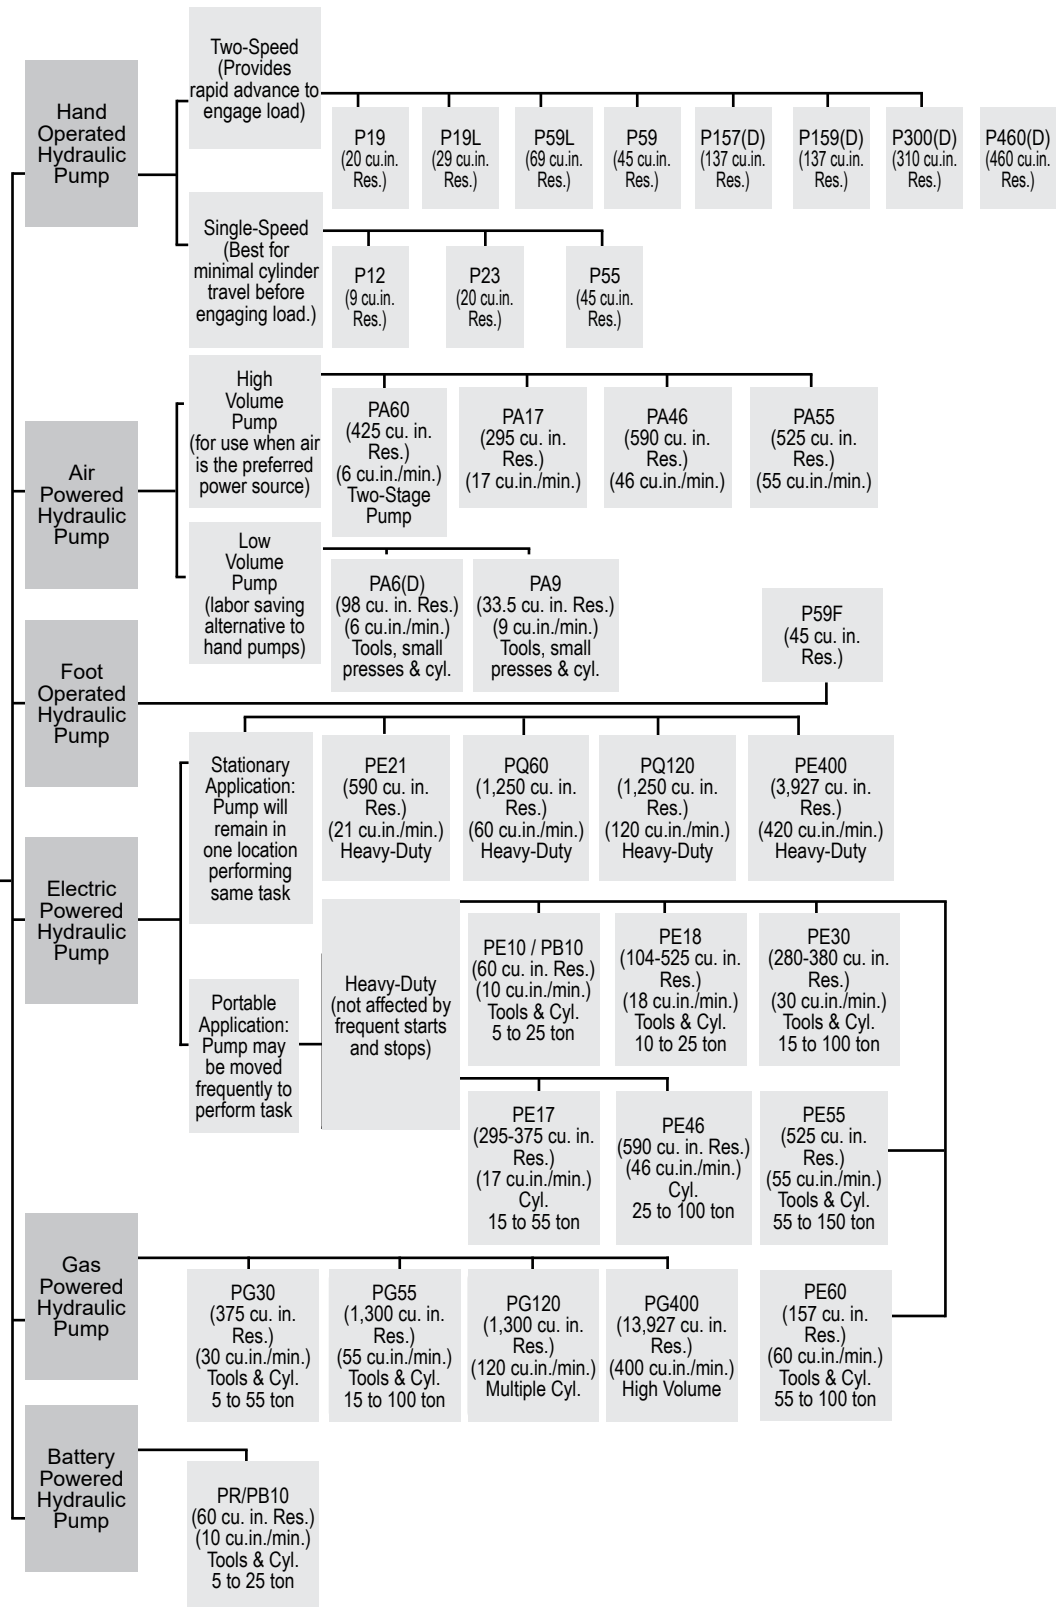 Hand
Operated
Hydraulic
Pump
Two-Speed
(Provides
rapid advance to
engage load)
P19
(20 cu.in.
Res.)
P19L
(29 cu.in.
Res.)
P59L
(69 cu.in.
Res.)
P59
(45 cu.in.
Res.)
P157(D)
(137 cu.in.
Res.)
P159(D)
(137 cu.in.
Res.)
P300(D)
(310 cu.in.
Res.)
P460(D)
(460 cu.in.
Res.)
Single-Speed
(Best for
minimal cylinder
travel before
engaging load.)
P12
(9 cu.in.
Res.)
P23
(20 cu.in.
Res.)
P55
(45 cu.in.
Res.)
Air
Powered
Hydraulic
Pump
High
Volume
Pump
(for use when air
is the preferred
power source)
PA60
(425 cu. in.
Res.)
(6 cu.in./min.)
Two-Stage
Pump
PA17
(295 cu. in.
Res.)
(17 cu.in./min.)
PA46
(590 cu. in.
Res.)
(46 cu.in./min.)
PA55
(525 cu. in.
Res.)
(55 cu.in./min.)
Low
Volume
Pump
(labor saving
alternative to
hand pumps)
PA6(D)
(98 cu. in. Res.)
(6 cu.in./min.)
Tools, small
presses & cyl.
PA9
(33.5 cu. in. Res.)
(9 cu.in./min.)
Tools, small
presses & cyl.
Foot
Operated
Hydraulic
Pump
P59F
(45 cu. in.
Res.)
Electric
Powered
Hydraulic
Pump
Stationary
Application:
Pump will
remain in
one location
performing
same task
PE21
(590 cu. in.
Res.)
(21 cu.in./min.)
Heavy-Duty
PQ60
(1,250 cu. in.
Res.)
(60 cu.in./min.)
Heavy-Duty
PQ120
(1,250 cu. in.
Res.)
(120 cu.in./min.)
Heavy-Duty
PE400
(3,927 cu. in.
Res.)
(420 cu.in./min.)
Heavy-Duty
Portable
Application:
Pump may
be moved
frequently to
perform task
Heavy-Duty
(not affected by
frequent starts
and stops)
PE10 / PB10
(60 cu. in. Res.)
(10 cu.in./min.)
Tools & Cyl.
5 to 25 ton
PE18
(104-525 cu. in.
Res.)
(18 cu.in./min.)
Tools & Cyl.
10 to 25 ton
PE30
(280-380 cu. in.
Res.)
(30 cu.in./min.)
Tools & Cyl.
15 to 100 ton
PE17
(295-375 cu. in.
Res.)
(17 cu.in./min.)
Cyl.
15 to 55 ton
PE46
(590 cu. in. Res.)
(46 cu.in./min.)
Cyl.
25 to 100 ton
PE55
(525 cu. in.
Res.)
(55 cu.in./min.)
Tools & Cyl.
55 to 150 ton
PE60
(157 cu. in.
Res.)
(60 cu.in./min.)
Tools & Cyl.
55 to 100 ton
Gas
Powered
Hydraulic
Pump
PG30
(375 cu. in.
Res.)
(30 cu.in./min.)
Tools & Cyl.
5 to 55 ton
PG55
(1,300 cu. in.
Res.)
(55 cu.in./min.)
Tools & Cyl.
15 to 100 ton
PG120
(1,300 cu. in.
Res.)
(120 cu.in./min.)
Multiple Cyl.
PG400
(13,927 cu. in.
Res.)
(400 cu.in./min.)
High Volume
Battery
Powered
Hydraulic
Pump
PR/PB10
(60 cu. in. Res.)
(10 cu.in./min.)
Tools & Cyl.
5 to 25 ton